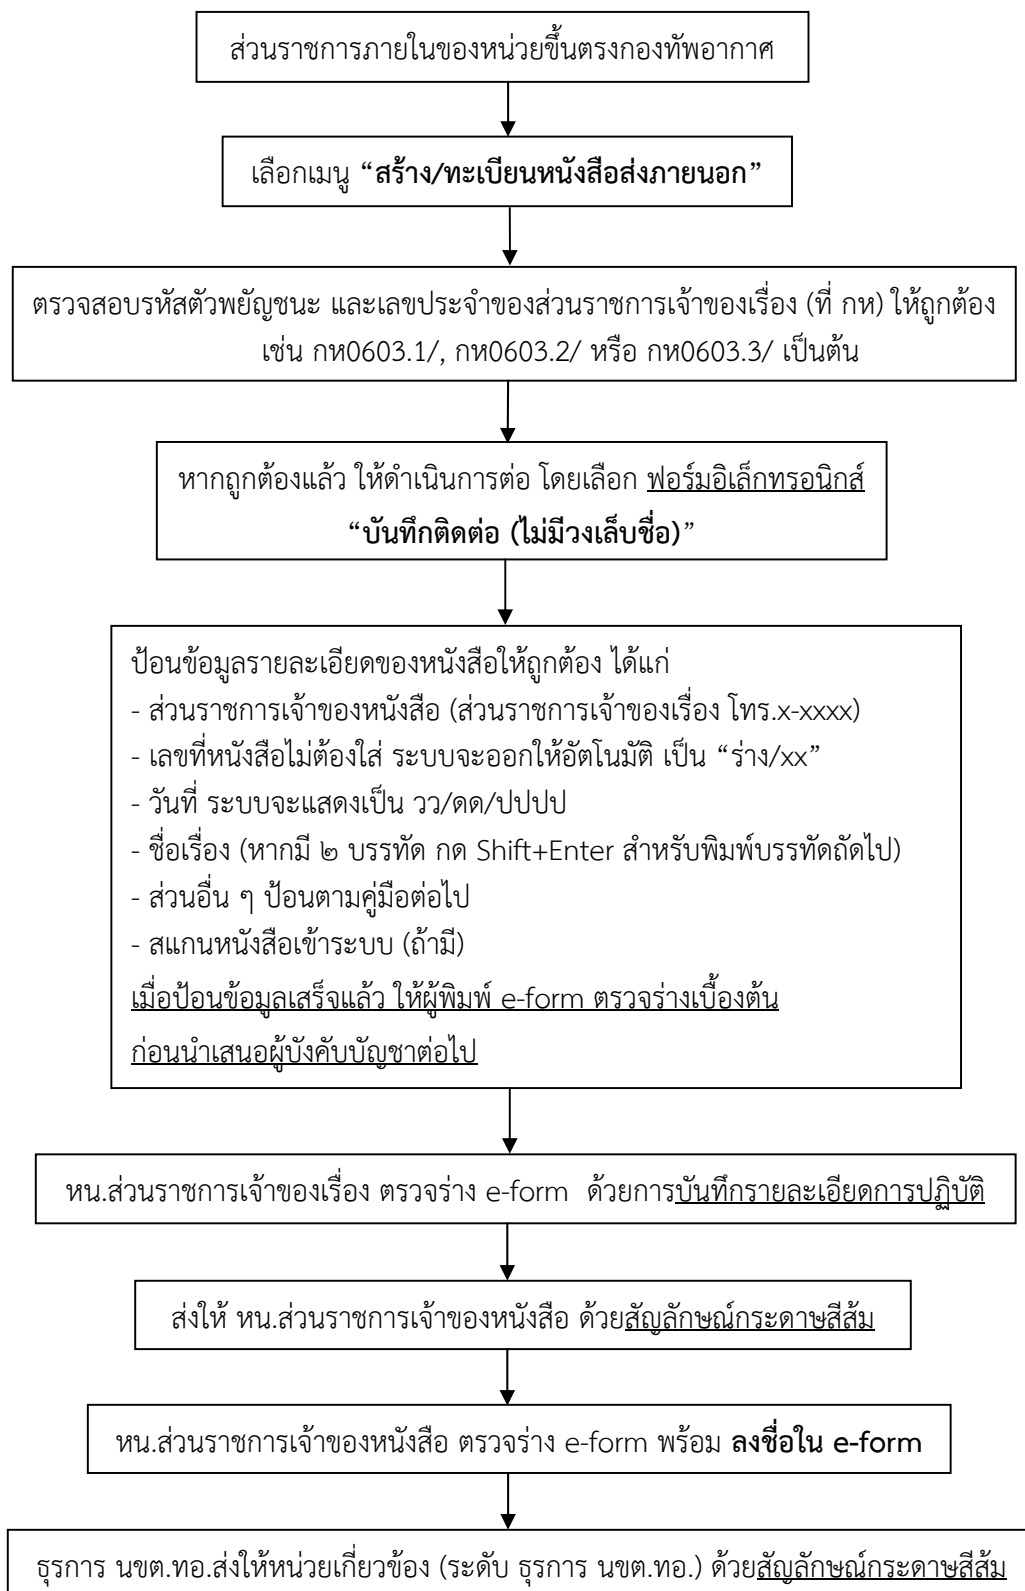 ส่วนราชการภายในของหน่วยขึ้นตรงกองทัพอากาศ
เลือกเมนู “สร้าง/ทะเบียนหนังสือส่งภายนอก”
ตรวจสอบรหัสตัวพยัญชนะ และเลขประจำของส่วนราชการเจ้าของเรื่อง (ที่ กห) ให้ถูกต้อง
เช่น กห0603.1/, กห0603.2/ หรือ กห0603.3/ เป็นต้น
หากถูกต้องแล้ว ให้ดำเนินการต่อ โดยเลือก ฟอร์มอิเล็กทรอนิกส์
“บันทึกติดต่อ (ไม่มีวงเล็บชื่อ)”
ป้อนข้อมูลรายละเอียดของหนังสือให้ถูกต้อง ได้แก่
- ส่วนราชการเจ้าของหนังสือ (ส่วนราชการเจ้าของเรื่อง โทร.x-xxxx)
- เลขที่หนังสือไม่ต้องใส่ ระบบจะออกให้อัตโนมัติ เป็น “ร่าง/xx”
- วันที่ ระบบจะแสดงเป็น วว/ดด/ปปปป
- ชื่อเรื่อง (หากมี ๒ บรรทัด กด Shift+Enter สำหรับพิมพ์บรรทัดถัดไป)
- ส่วนอื่น ๆ ป้อนตามคู่มือต่อไป
- สแกนหนังสือเข้าระบบ (ถ้ามี)
เมื่อป้อนข้อมูลเสร็จแล้ว ให้ผู้พิมพ์ e-form ตรวจร่างเบื้องต้น
ก่อนนำเสนอผู้บังคับบัญชาต่อไป
หน.ส่วนราชการเจ้าของเรื่อง ตรวจร่าง e-form ด้วยการบันทึกรายละเอียดการปฏิบัติ
ส่งให้ หน.ส่วนราชการเจ้าของหนังสือ ด้วยสัญลักษณ์กระดาษสีส้ม
หน.ส่วนราชการเจ้าของหนังสือ ตรวจร่าง e-form พร้อม ลงชื่อใน e-form
ธุรการ นขต.ทอ.ส่งให้หน่วยเกี่ยวข้อง (ระดับ ธุรการ นขต.ทอ.) ด้วยสัญลักษณ์กระดาษสีส้ม